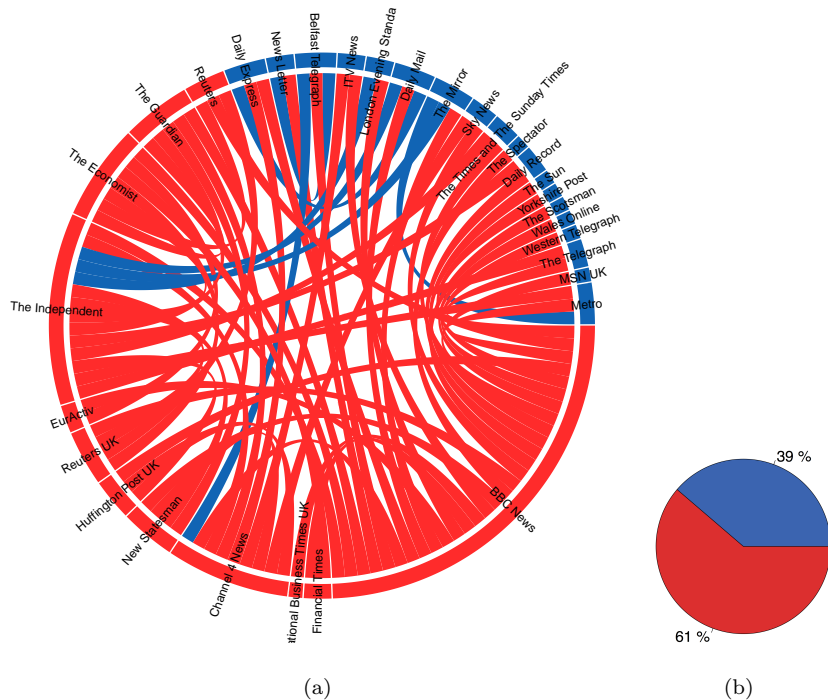 Belfast Telegraph
ITV News
London Evening Standa
Daily Mail
The Mirror
Sky News
The Times and The Sunday Times
The Spectator
Daily Record
The Sun
Yorkshire Post
The Scotsman
Wales Online
Western Telegraph
The Telegraph
MSN UK
Metro
BBC News
Financial Times
ational Business Times UK
Channel 4 News
New Statesman
Huffington Post UK
Reuters UK
EurActiv
The Independent
The Economist
The Guardian
Reuters
Daily Express
News Letter
39 %
61 %
(a)
(b)